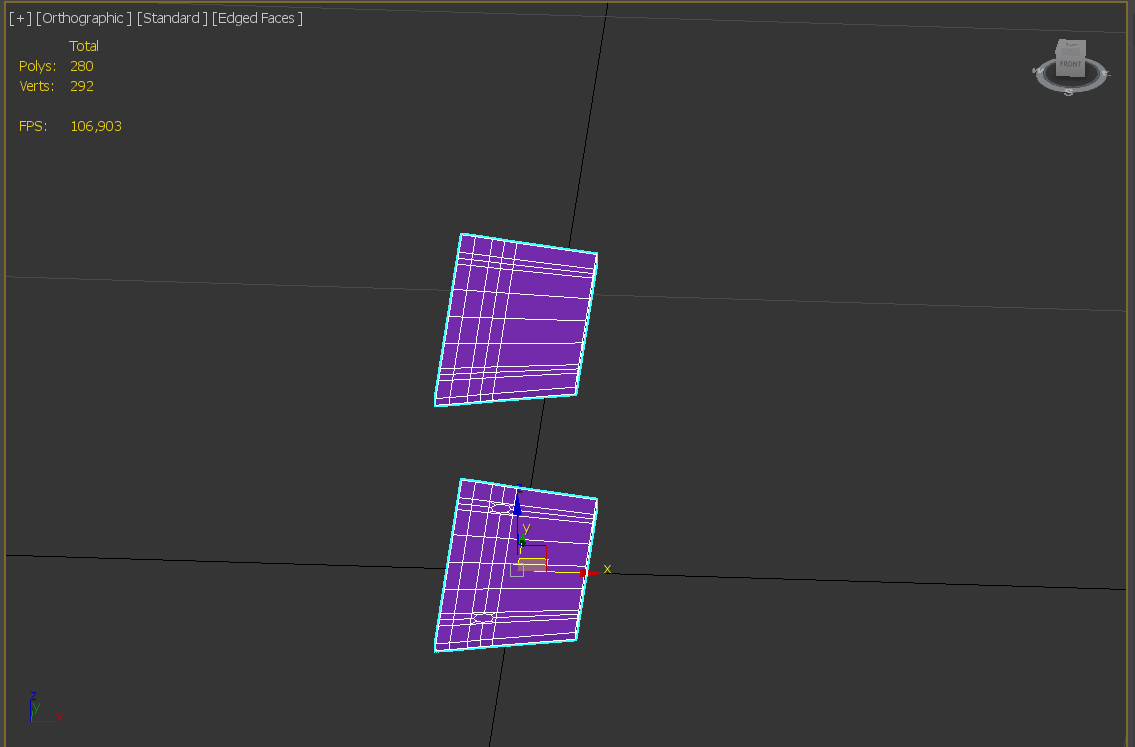 [+] [Orthographic ] [Standard ] [Edged Faces ]
Total
Polys: 280
Verts: 292
FPS: 106,903
FRONT
S
y
x
z
y
x